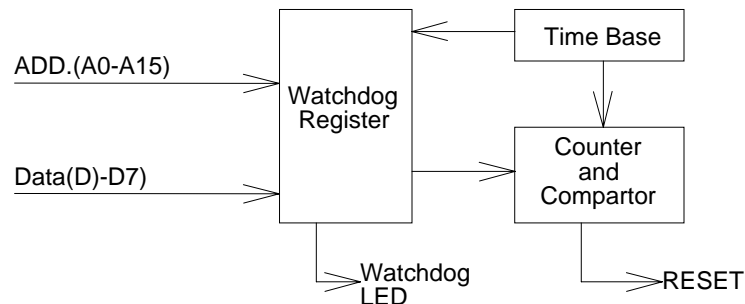 Time Base
ADD.(A0-A15)
Watchdog
Register
Counter
and
Compartor
Data(D)-D7)
Watchdog
LED
RESET